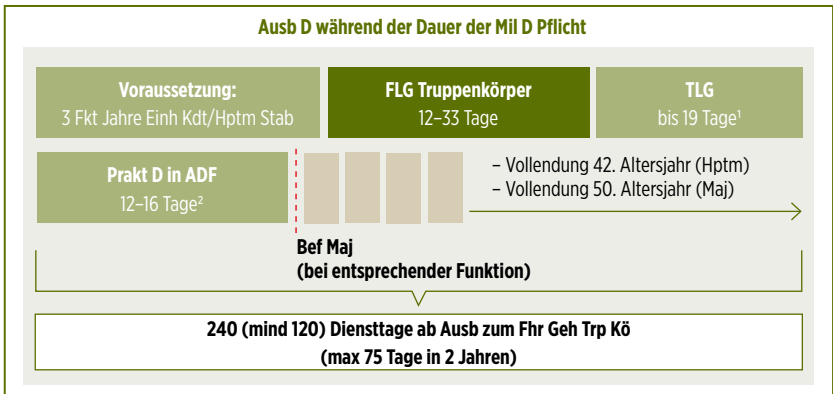 Ausb D während der Dauer der Mil D Pflicht
Voraussetzung:
3 Fkt Jahre Einh Kdt/Hptm Stab
FLG Truppenkörper
12–33 Tage
TLG
bis 19 Tage¹
Prakt D in ADF
12–16 Tage²
– Vollendung 42. Altersjahr (Hptm)
– Vollendung 50. Altersjahr (Maj)
Bef Maj
(bei entsprechender Funktion)
240 (mind 120) Diensttage ab Ausb zum Fhr Geh Trp Kö
(max 75 Tage in 2 Jahren)